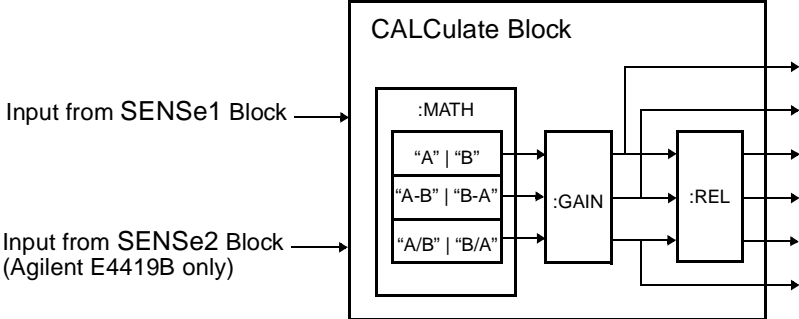 CALCulate Block
Input from SENSe1 Block
:MATH
“A” | “B”
“A-B” | “B-A”
“A/B” | “B/A”
:GAIN
:REL
Input from SENSe2 Block
(Agilent E4419B only)